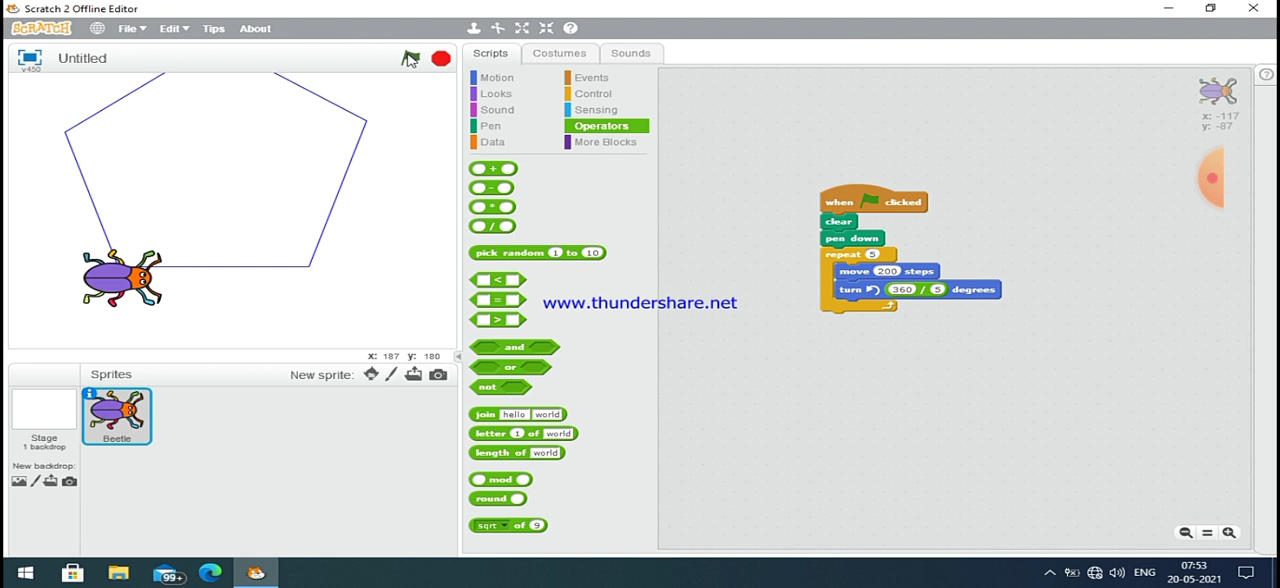 Scratch 2 Offline Editor
SCRATCH File Edit Tips About
v450 Untitled
Scripts Costumes Sounds
Motion Events
Looks Control
Sound Sensing
Pen Operators
Data More Blocks
+
-
*
/
pick random 1 to 10
<
=
>
and
or
not
join hello world
letter 1 of world
length of world
mod
round
sqrt of 9
x: -117
y: -87
when clicked
clear
pen down
repeat 5
move 200 steps
turn 360 / 5 degrees
www.thundershare.net
x: 187 y: 180
Sprites New sprite:
Stage
1 backdrop
New backdrop:
Beetle
99+
ENG
07:53
20-05-2021